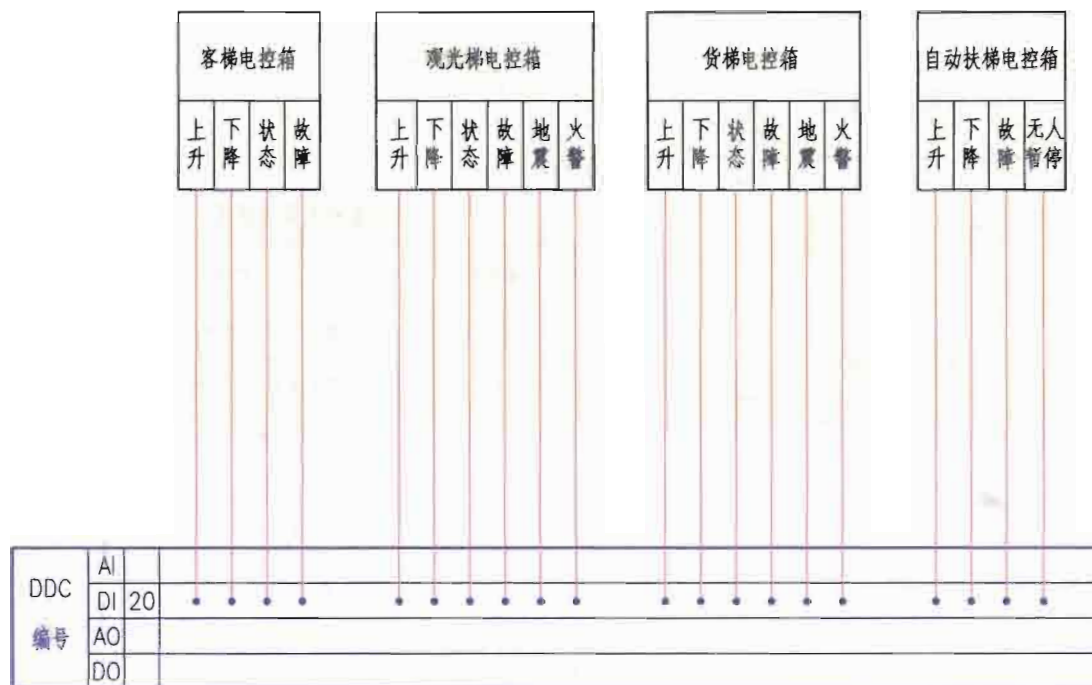 客梯电控箱
上升 下降 状态 故障
观光梯电控箱
上升 下降 状态 故障 地震 火警
货梯电控箱
上升 下降 状态 故障 地震 火警
自动扶梯电控箱
上升 下降 故障 无人暂停
DDC
编号
AI
DI 20
AO
DO